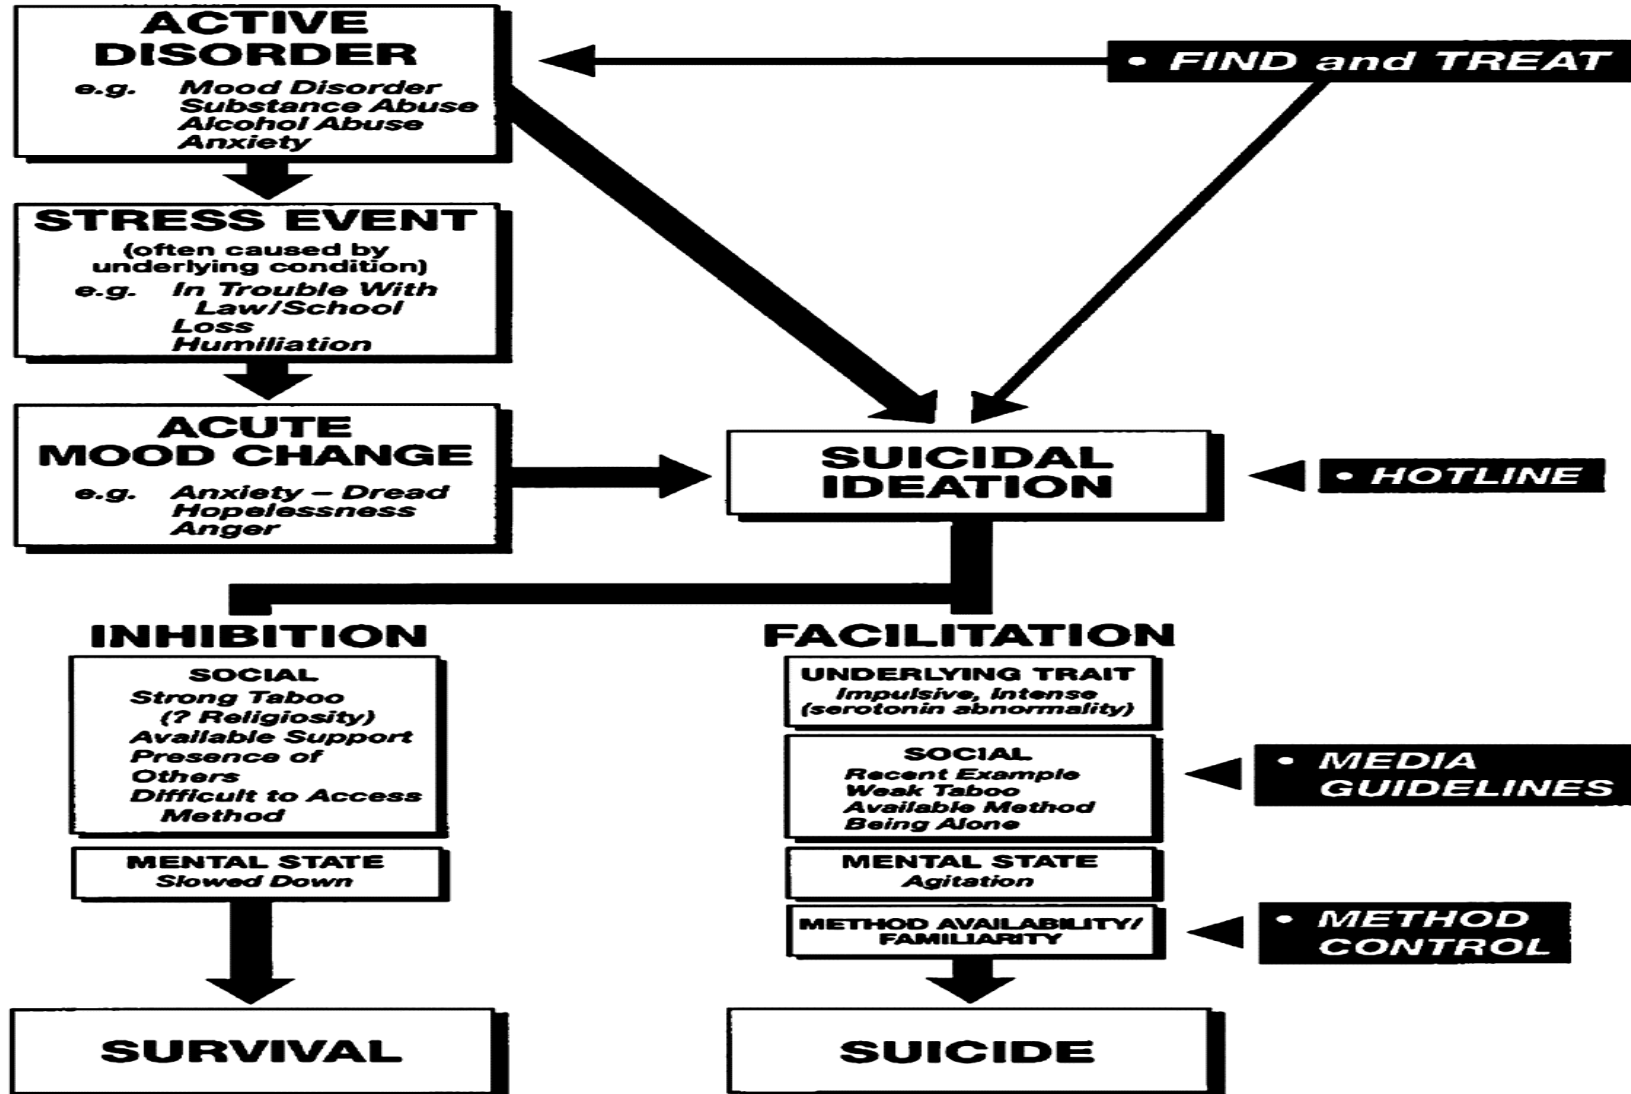 ACTIVE
DISORDER
e.g. Mood Disorder
Substance Abuse
Alcohol Abuse
Anxiety
• FIND and TREAT
STRESS EVENT
(often caused by
underlying condition)
e.g. In Trouble With
Law/School
Loss
Humiliation
ACUTE
MOOD CHANGE
e.g. Anxiety – Dread
Hopelessness
Anger
SUICIDAL
IDEATION
• HOTLINE
INHIBITION
SOCIAL
Strong Taboo
(? Religiosity)
Available Support
Presence of
Others
Difficult to Access
Method
MENTAL STATE
Slowed Down
SURVIVAL
FACILITATION
UNDERLYING TRAIT
Impulsive, Intense
(serotonin abnormality)
SOCIAL
Recent Example
Weak Taboo
Available Method
Being Alone
• MEDIA
GUIDELINES
MENTAL STATE
Agitation
METHOD AVAILABILITY/
FAMILIARITY
• METHOD
CONTROL
SUICIDE